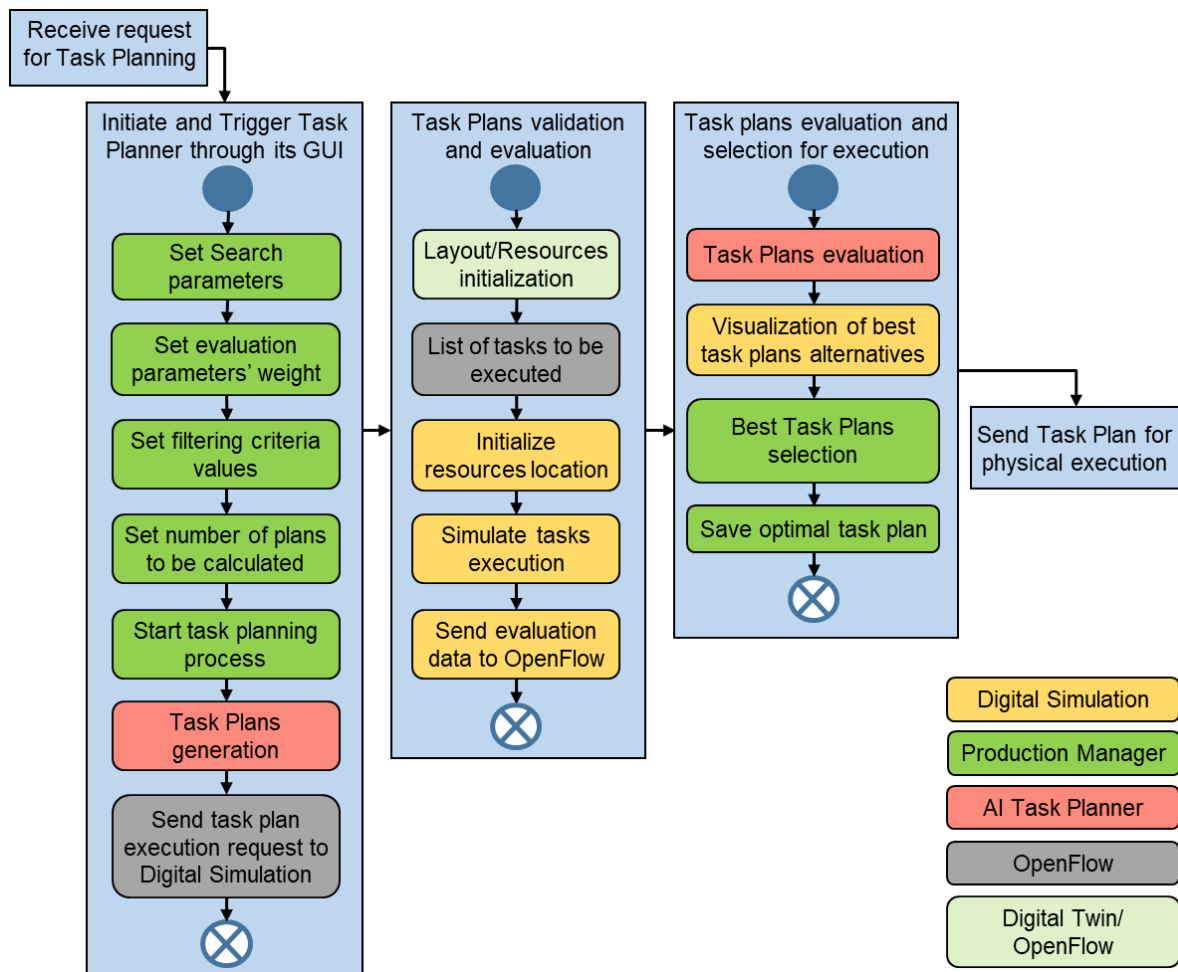 Receive request
for Task Planning
Initiate and Trigger Task
Planner through its GUI
Set Search
parameters
Set evaluation
parameters’ weight
Set filtering criteria
values
Set number of plans
to be calculated
Start task planning
process
Task Plans
generation
Send task plan
execution request to
Digital Simulation
Task Plans validation
and evaluation
Layout/Resources
initialization
List of tasks to be
executed
Initialize
resources location
Simulate tasks
execution
Send evaluation
data to OpenFlow
Task plans evaluation and
selection for execution
Task Plans evaluation
Visualization of best
task plans alternatives
Best Task Plans
selection
Save optimal task plan
Send Task Plan for
physical execution
Digital Simulation
Production Manager
AI Task Planner
OpenFlow
Digital Twin/
OpenFlow